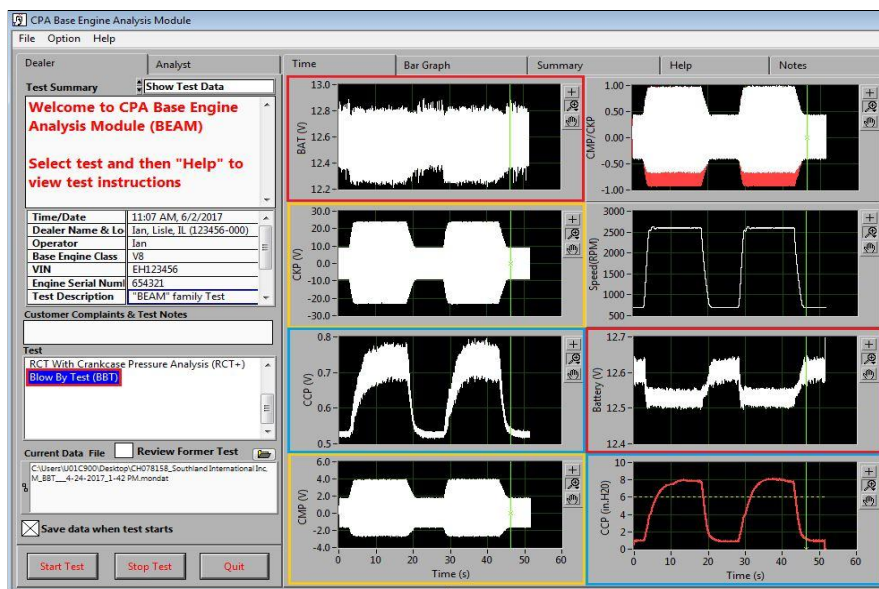 CPA Base Engine Analysis Module
File Option Help
Dealer
Analyst
Test Summary
Show Test Data
Welcome to CPA Base Engine
Analysis Module (BEAM)
Select test and then "Help" to
view test instructions
Time/Date 11:07 AM, 6/2/2017
Dealer Name & Lo Ian, Lisle, IL (123456-000)
Operator Ian
Base Engine Class V8
VIN EH123456
Engine Serial Numl 654321
Test Description "BEAM" family Test
Customer Complaints & Test Notes
Test
RCT With Crankcase Pressure Analysis (RCT+)
Blow By Test (BBT)
Current Data File
Review Former Test
C:\Users\U01C900\Desktop\CH078158_Southland International Inc,
M_BBT__4-24-2017_1-42 PM.mondat
Save data when test starts
Start Test
Stop Test
Quit
Time
Bar Graph
Summary
Help
Notes
BAT (V)
13.0
12.8
12.6
12.4
12.2
CMP/CKP
1.00
0.50
0.00
-0.50
-1.00
CKP (V)
30.0
20.0
10.0
0.0
-10.0
-20.0
-30.0
Speed(RPM)
3000
2500
2000
1500
1000
500
CCP (V)
0.8
0.7
0.6
0.5
Battery (V)
12.7
12.6
12.5
12.4
CMP (V)
6.0
4.0
2.0
0.0
-2.0
-4.0
0 10 20 30 40 50 60
Time (s)
CCP (in.H20)
10
8
6
4
2
0
0 10 20 30 40 50 60
Time (s)